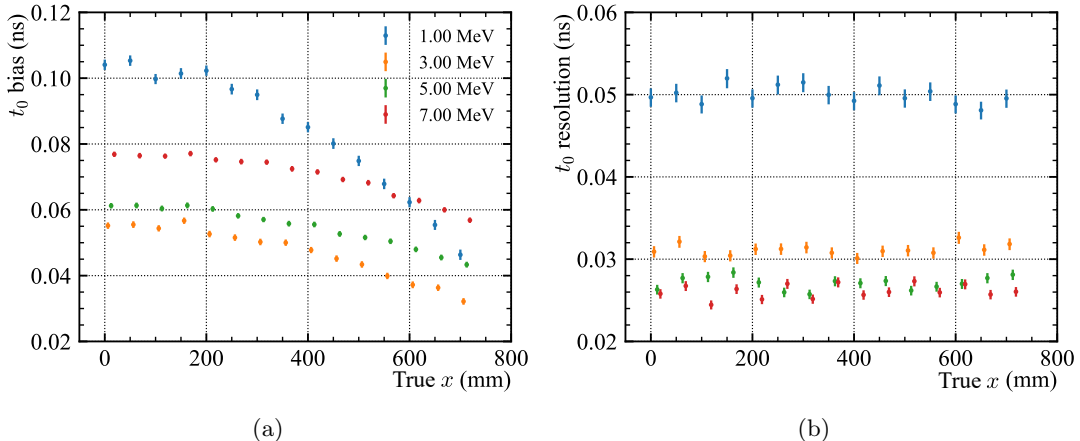 0.12
0.10
0.08
0.06
0.04
0.02
t₀ bias (ns)
1.00 MeV
3.00 MeV
5.00 MeV
7.00 MeV
0 200 400 600 800
True x (mm)
(a)
0.06
0.05
0.04
0.03
0.02
t₀ resolution (ns)
0 200 400 600 800
True x (mm)
(b)